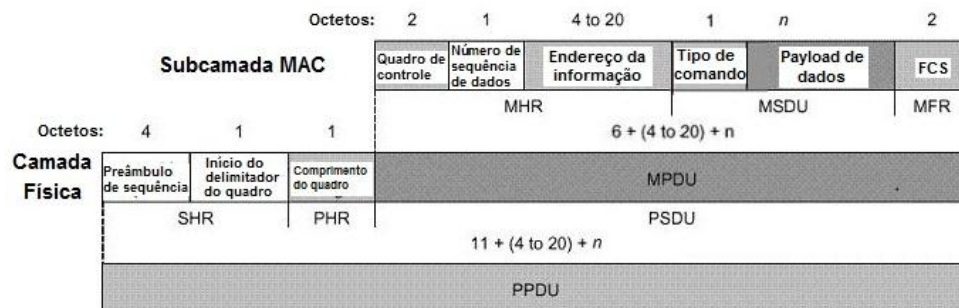 Octetos: 2 1 4 to 20 1 n 2
Subcamada MAC
Quadro de controle
Número de sequência de dados
Endereço da informação
Tipo de comando
Payload de dados
FCS
MHR MSDU MFR
Octetos: 4 1 1 6 + (4 to 20) + n
Camada Física
Preâmbulo de sequência
Início do delimitador do quadro
Comprimento do quadro
MPDU
SHR PHR PSDU
11 + (4 to 20) + n
PPDU